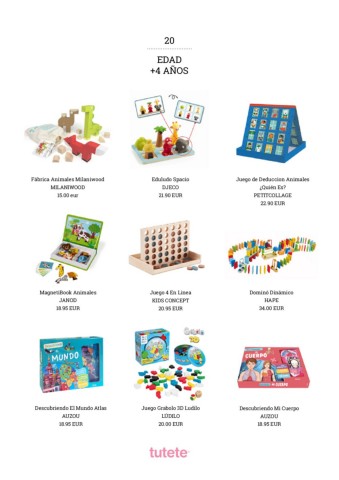 20
EDAD
+4 AÑOS
Fábrica Animales Milaniwood
MILANIWOOD
15.00 eur
Eduludo Spacio
DJECO
21.90 EUR
Juego de Deduccion Animales
¿Quién Es?
PETITCOLLAGE
22.90 EUR
MagnetiBook Animales
JANOD
18.95 EUR
Juego 4 En Linea
KIDS CONCEPT
20.95 EUR
Dominó Dinámico
HAPE
34.00 EUR
MUNDO
CUERPO
Descubriendo El Mundo Atlas
AUZOU
18.95 EUR
Juego Grabolo 3D Ludilo
LUDILO
20.00 EUR
Descubriendo Mi Cuerpo
AUZOU
18.95 EUR
tutete